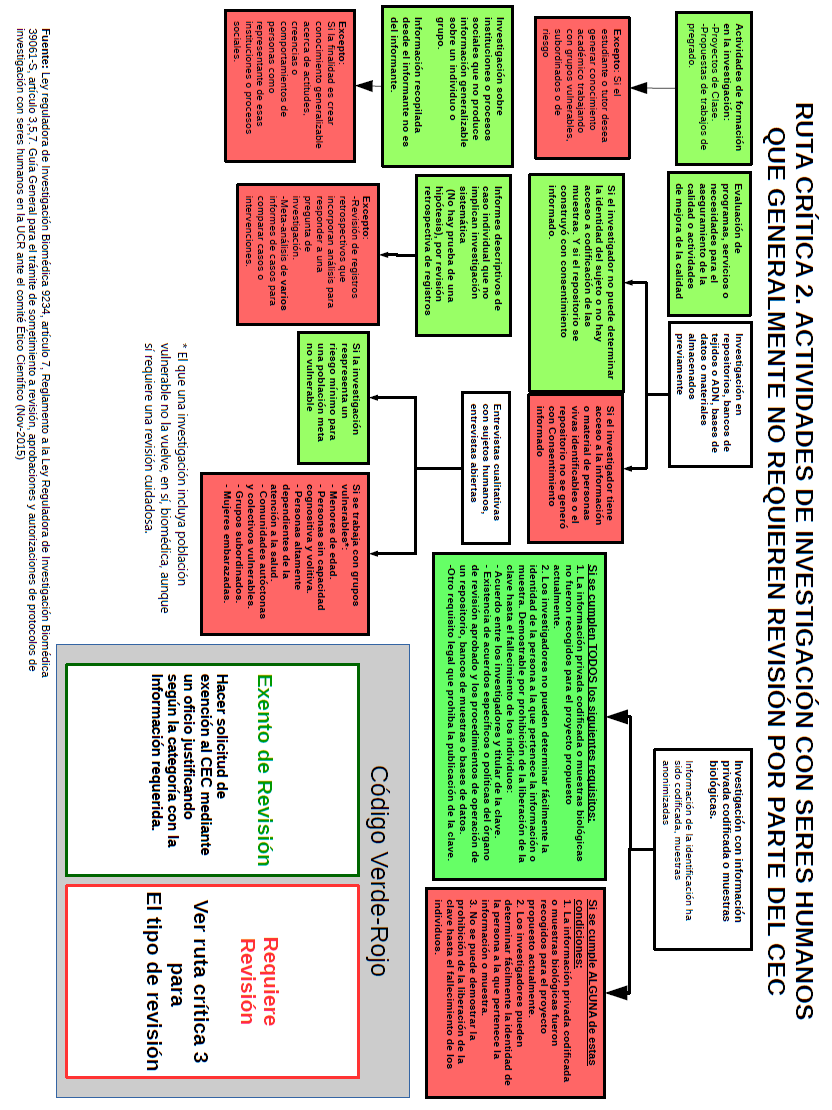 RUTA CRÍTICA 2. ACTIVIDADES DE INVESTIGACIÓN CON SERES HUMANOS
QUE GENERALMENTE NO REQUIEREN REVISIÓN POR PARTE DEL CEC
Actividades de formación
en la investigación:
-Proyectos de Clase.
-Propuestas de trabajos de
pregrado.
Excepto: Si el
estudiante o tutor desea
generar conocimiento
académico trabajando
con grupos vulnerables,
subordinados o de
riesgo
Investigación sobre
instituciones o procesos
sociales que no produce
información generalizable
sobre un individuo o
grupo.
Información recopilada
desde el informante no es
del informante.
Excepto:
Si la finalidad es crear
conocimiento generalizable
acerca de actitudes,
creencias o
comportamientos de
personas como
representante de esas
instituciones o procesos
sociales.
Evaluación de
programas, servicios o
necesidades para el
aseguramiento de la
calidad o actividades
de mejora de la calidad
Si el investigador no puede determinar
la identidad del sujeto o no hay
acceso a codificación de las
muestras. Y si el repositorio se
construyó con consentimiento
informado.
Informes descriptivos de
caso individual que no
implican investigación
sistemática
(No hay prueba de una
hipótesis), por revisión
retrospectiva de registros
Excepto:
-Revisión de registros
retrospectivos que
incorporan análisis para
responder a una
pregunta de
investigación.
-Meta-análisis de varios
informes de casos para
comparar casos o
intervenciones.
Investigación en
repositorios, bancos de
tejidos o ADN, bases de
datos o materiales
almacenados
previamente
Si el investigador tiene
acceso a la información
o material de personas
vivas identificables o el
repositorio no se generó
con Consentimiento
informado
Entrevistas cualitativas
con sujetos humanos,
entrevistas abiertas
Si la investigación
respresenta un
riesgo mínimo para
una población meta
no vulnerable
Si se trabaja con grupos
vulnerables*:
- Menores de edad.
- Personas sin capacidad
cognositiva y volitiva.
- Personas altamente
dependientes de la
atención a la salud.
- Comunidades autóctonas
y colectivos vulnerables.
- Grupos subordinados.
- Mujeres embarazadas.
* El que una investigación incluya población
vulnerable no la vuelve, en sí, biomédica, aunque
sí requiere una revisión cuidadosa.
Investigación con información
privada codificada o muestras
biológicas.
Información de la identificación ha
sido codificada, muestras
anonimizadas
Si se cumplen TODOS los siguientes requisitos:
1. La información privada codificada o muestras biológicas
no fueron recogidos para el proyecto propuesto
actualmente.
2. Los investigadores no pueden determinar fácilmente la
identidad de la persona a la que pertenece la información o
muestra. Demostrable por prohibición de la liberación de la
clave hasta el fallecimiento de los individuos:
- Acuerdo entre los investigadores y titular de la clave.
- Existencia de acuerdos específicos o políticas del órgano
de revisión aprobado y los procedimientos de operación de
un repositorio, bancos de muestras o bases de datos.
-Otro requisito legal que prohiba la publicación de la clave.
Si se cumple ALGUNA de estas
condiciones:
1. La información privada codificada
o muestras biológicas fueron
recogidos para el proyecto
propuesto actualmente.
2. Los investigadores pueden
determinar fácilmente la identidad de
la persona a la que pertenece la
información o muestra.
3. No se puede demostrar la
prohibición de la liberación de la
clave hasta el fallecimiento de los
individuos.
Código Verde-Rojo
Exento de Revisión
Hacer solicitud de
exención al CEC mediante
un oficio justificando
según la categoría con la
Información requerida.
Requiere
Revisión
Ver ruta crítica 3
para
El tipo de revisión
Fuente: Ley reguladora de Investigación Biomédica 9234, artículo 7, Reglamento a la Ley Reguladora de Investigación Biomédica
39061-S, artículo 3,5,7. Guía General para el trámite de sometimiento a revisión, aprobaciones y autorizaciones de protocolos de
investigación con seres humanos en la UCR ante el comité Ético Científico (Nov-2015)